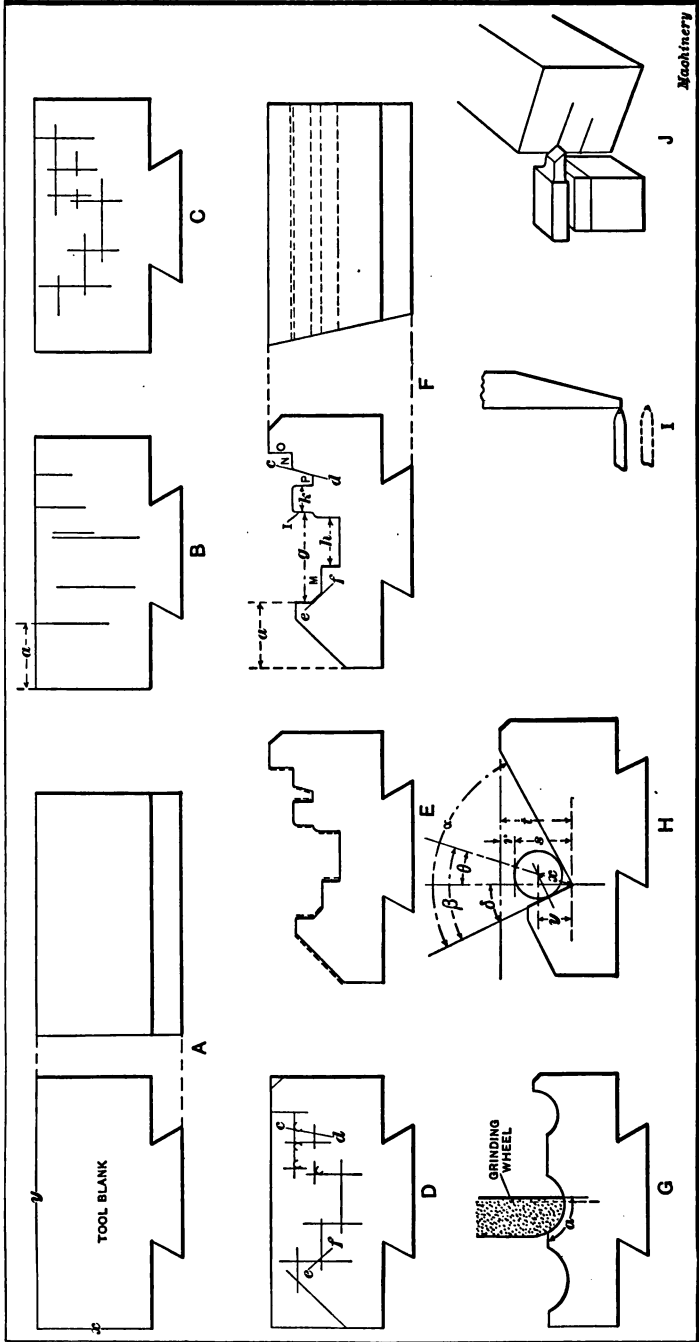 y
x
TOOL BLANK
A
a
B
C
c
d
e
f
D
E
a
e
f
M
g
h
I
k
P
c
N
O
d
F
GRINDING
WHEEL
a
G
α
β
θ
δ
r
s
t
x
y
H
I
J
Machinery